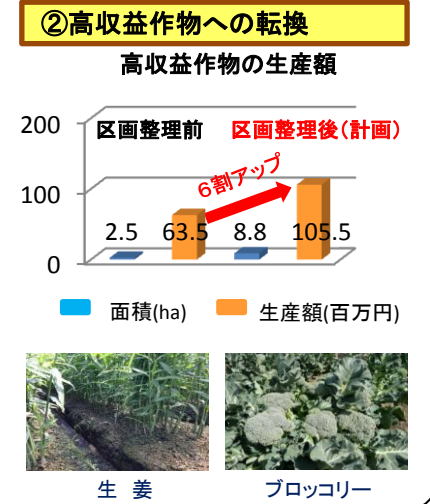 ②高収益作物への転換
高収益作物の生産額
200
区画整理前 区画整理後(計画)
6割アップ
100
2.5 63.5 8.8 105.5
0
面積(ha) 生産額(百万円)
生 姜 ブロッコリー